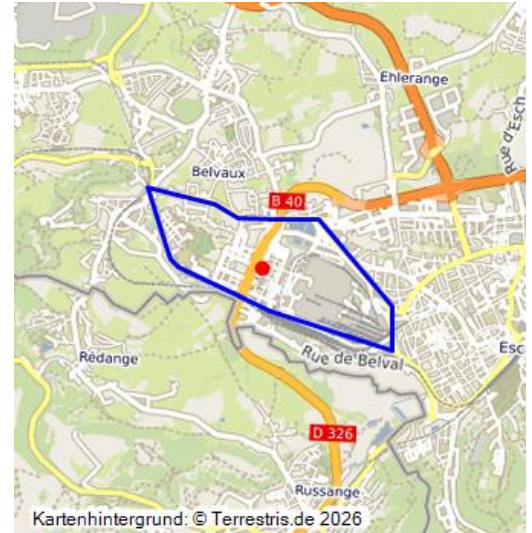 Ehlerange
Rue d'Esch
Belvaux
B 40
Rédange
Rue de Belval
Esc
D 326
Russange
Kartenhintergrund: © Terrestris.de 2026